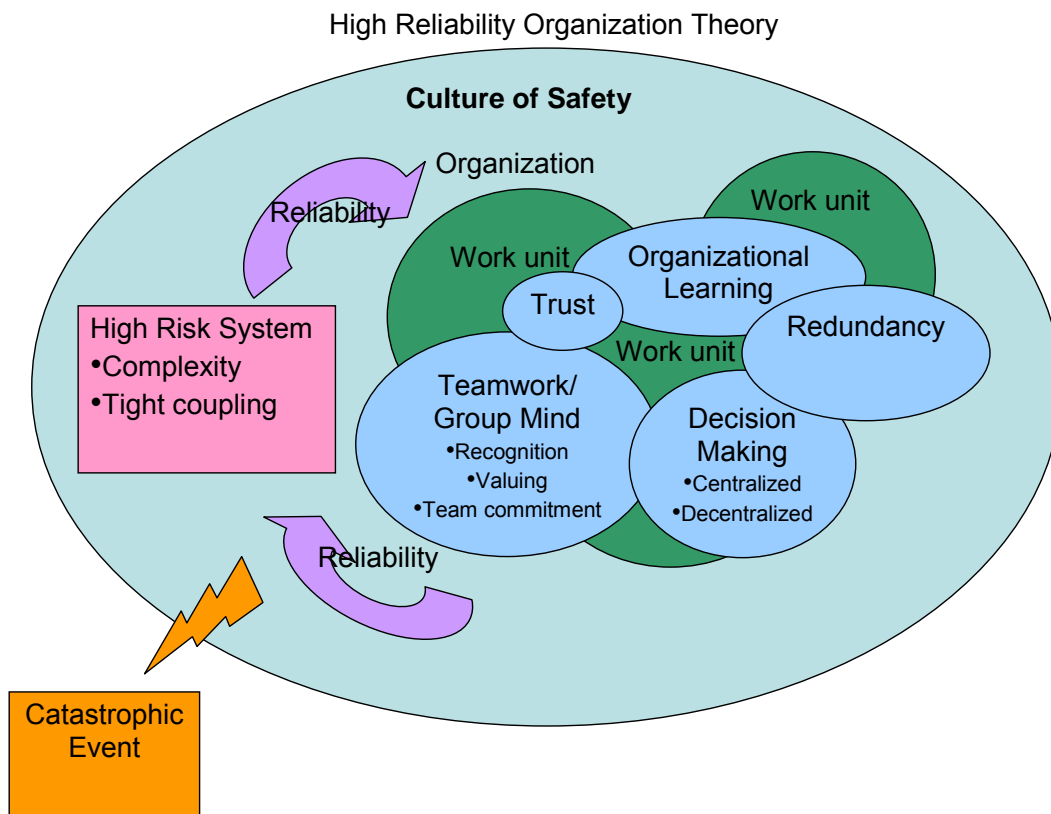 High Reliability Organization Theory
Culture of Safety
Organization
Reliability
Work unit
Work unit
Organizational
Learning
Trust
Redundancy
High Risk System
•Complexity
•Tight coupling
Work unit
Teamwork/
Group Mind
•Recognition
•Valuing
•Team commitment
Decision
Making
•Centralized
•Decentralized
Reliability
Catastrophic
Event